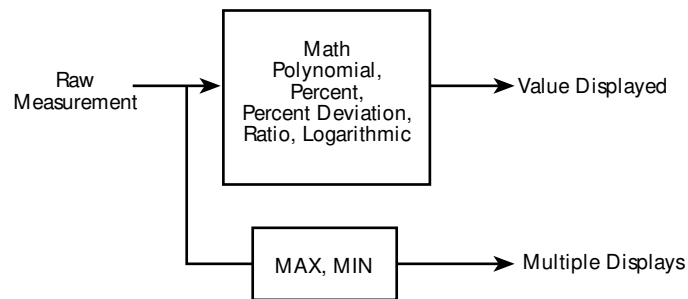 Raw
Measurement
Math
Polynomial,
Percent,
Percent Deviation,
Ratio, Logarithmic
Value Displayed
MAX, MIN
Multiple Displays